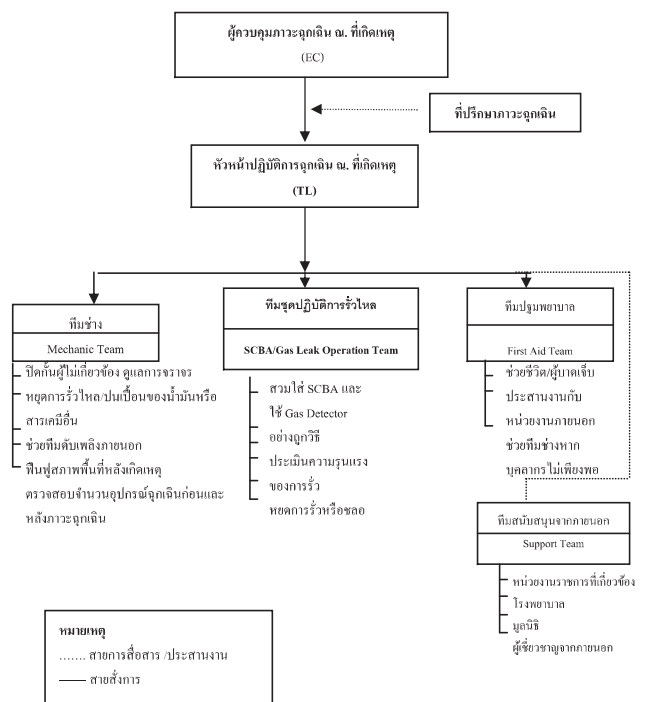 ผู้ควบคุมภาวะฉุกเฉิน ณ. ที่เกิดเหตุ
(EC)
ที่ปรึกษาภาวะฉุกเฉิน
หัวหน้าปฏิบัติการฉุกเฉิน ณ. ที่เกิดเหตุ
(TL)
ทีมช่าง
Mechanic Team
ปิดกั้นผู้ไม่เกี่ยวข้อง ดูแลการจราจร
หยุดการรั่วไหล/ปนเปื้อนของน้ำมันหรือ
สารเคมีอื่น
ช่วยทีมดับเพลิงภายนอก
ฟื้นฟูสภาพพื้นที่หลังเกิดเหตุ
ตรวจสอบจำนวนอุปกรณ์ฉุกเฉินก่อนและ
หลังภาวะฉุกเฉิน
ทีมชุดปฏิบัติการรั่วไหล
SCBA/Gas Leak Operation Team
สวมใส่ SCBA และ
ใช้ Gas Detector
อย่างถูกวิธี
ประเมินความรุนแรง
ของการรั่ว
หยดการรั่วหรือชลอ
ทีมปฐมพยาบาล
First Aid Team
ช่วยชีวิต/ผู้บาดเจ็บ
ประสานงานกับ
หน่วยงานภายนอก
ช่วยทีมช่างหาก
บุคลากรไม่เพียงพอ
ทีมสนับสนุนจากภายนอก
Support Team
หน่วยงานราชการที่เกี่ยวข้อง
โรงพยาบาล
มูลนิธิ
ผู้เชี่ยวชาญจากภายนอก
หมายเหตุ
....... สายการสื่อสาร /ประสานงาน
—— สายสั่งการ